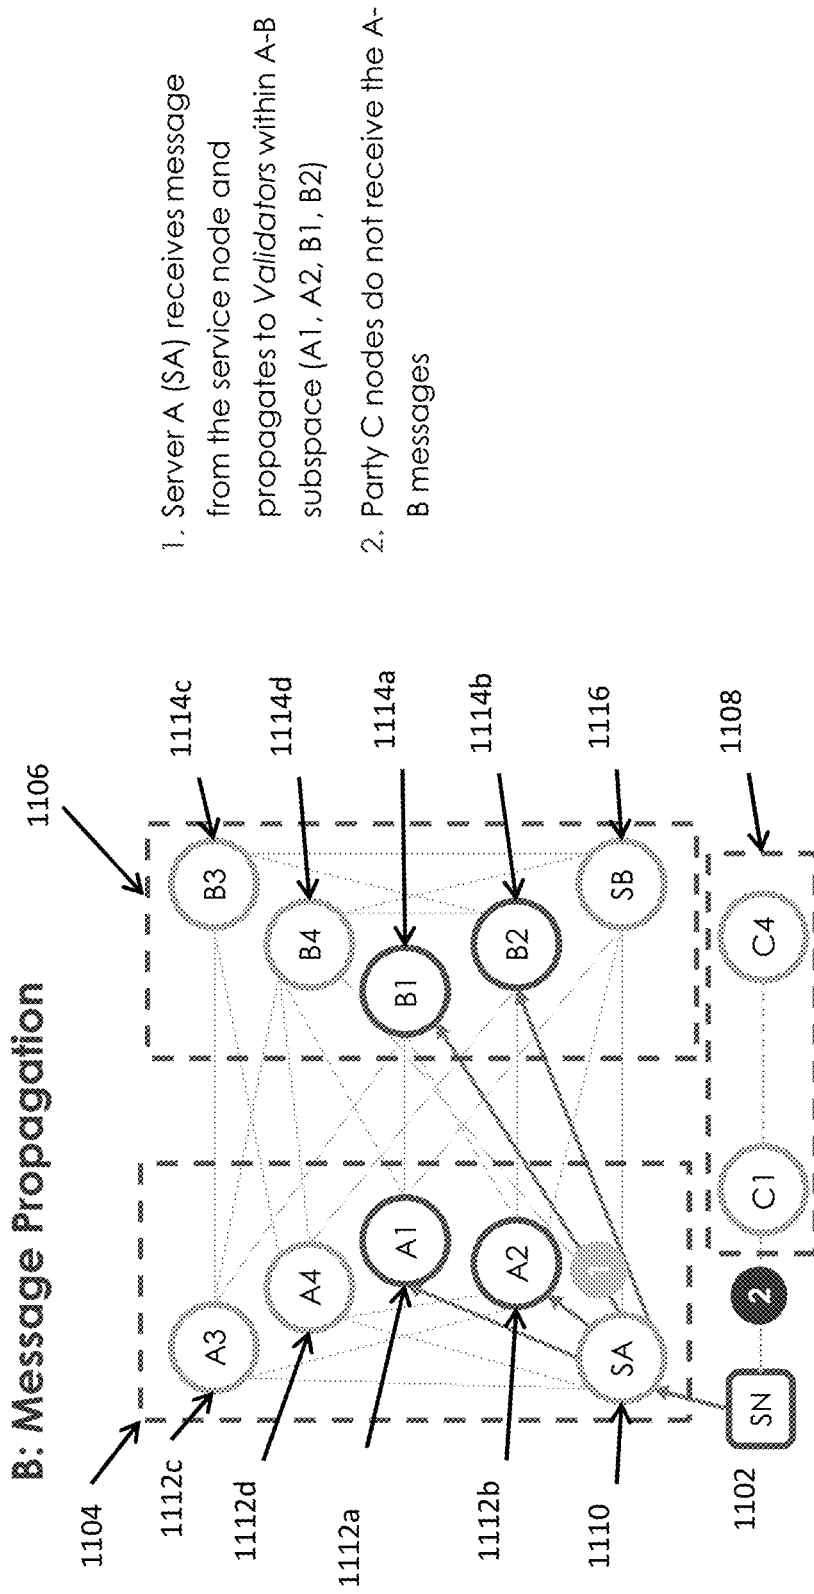 B: Message Propagation
1104
1112c
1112d
1112a
1112b
1110
1102
A3
A4
A1
A2
SA
SN
1
2
C1
C4
B3
B4
B1
B2
SB
1106
1114c
1114d
1114a
1114b
1116
1108
1. Server A (SA) receives message
from the service node and
propagates to Validators within A-B
subspace (A1, A2, B1, B2)
2. Party C nodes do not receive the A-
B messages